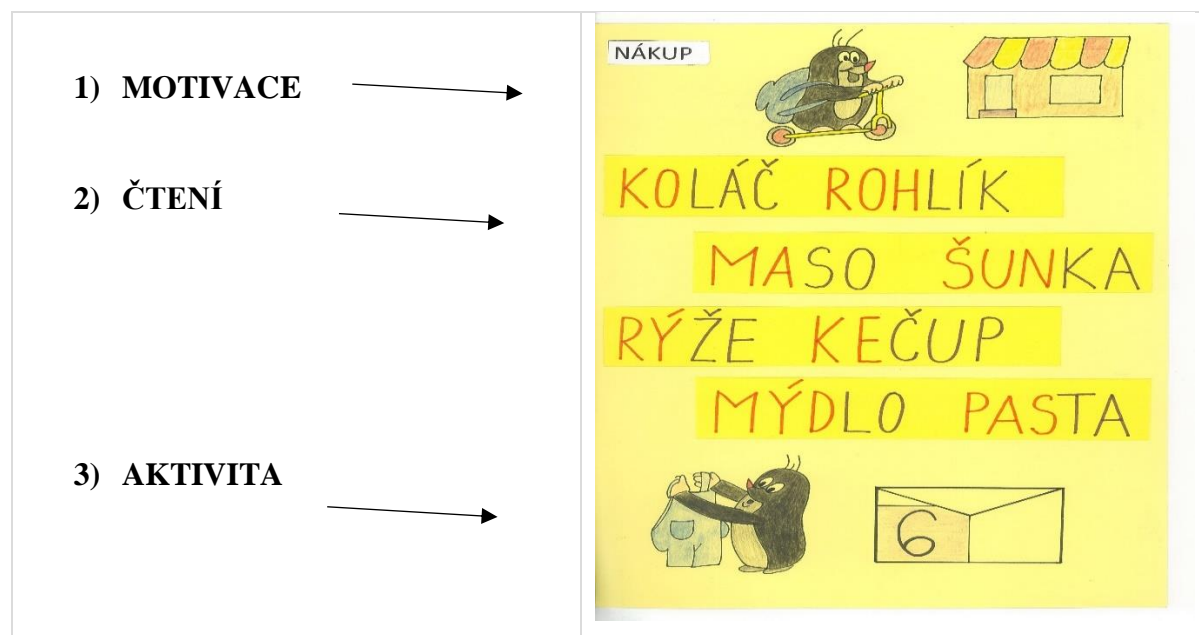 1) MOTIVACE
2) ČTENÍ
3) AKTIVITA
NÁKUP
KOLÁČ ROHLÍK
MASO ŠUNKA
RÝŽE KEČUP
MÝDLO PASTA
6